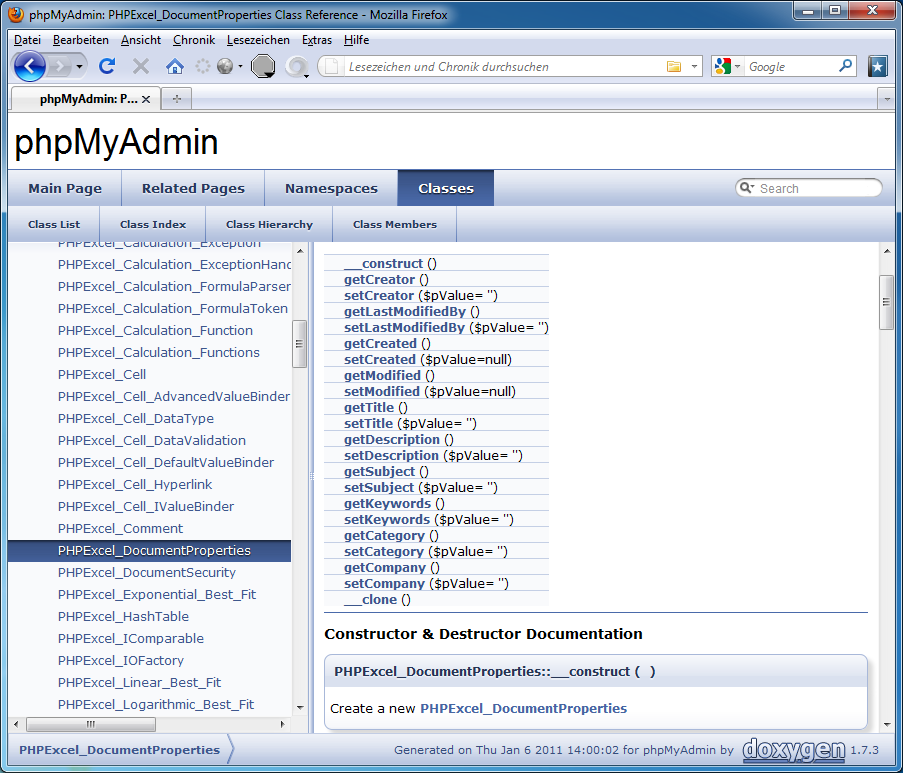 phpMyAdmin: PHPExcel_DocumentProperties Class Reference - Mozilla Firefox
Datei Bearbeiten Ansicht Chronik Lesezeichen Extras Hilfe
Lesezeichen und Chronik durchsuchen
Google
phpMyAdmin: P...
phpMyAdmin
Main Page Related Pages Namespaces Classes
Search
Class List Class Index Class Hierarchy Class Members
PHPExcel_Calculation_Exception
PHPExcel_Calculation_ExceptionHand
PHPExcel_Calculation_FormulaParser
PHPExcel_Calculation_FormulaToken
PHPExcel_Calculation_Function
PHPExcel_Calculation_Functions
PHPExcel_Cell
PHPExcel_Cell_AdvancedValueBinder
PHPExcel_Cell_DataType
PHPExcel_Cell_DataValidation
PHPExcel_Cell_DefaultValueBinder
PHPExcel_Cell_Hyperlink
PHPExcel_Cell_IValueBinder
PHPExcel_Comment
PHPExcel_DocumentProperties
PHPExcel_DocumentSecurity
PHPExcel_Exponential_Best_Fit
PHPExcel_HashTable
PHPExcel_IComparable
PHPExcel_IOFactory
PHPExcel_Linear_Best_Fit
PHPExcel_Logarithmic_Best_Fit
__construct ()
getCreator ()
setCreator ($pValue= '')
getLastModifiedBy ()
setLastModifiedBy ($pValue= '')
getCreated ()
setCreated ($pValue=null)
getModified ()
setModified ($pValue=null)
getTitle ()
setTitle ($pValue= '')
getDescription ()
setDescription ($pValue= '')
getSubject ()
setSubject ($pValue= '')
getKeywords ()
setKeywords ($pValue= '')
getCategory ()
setCategory ($pValue= '')
getCompany ()
setCompany ($pValue= '')
__clone ()
Constructor & Destructor Documentation
PHPExcel_DocumentProperties::__construct ( )
Create a new PHPExcel_DocumentProperties
PHPExcel_DocumentProperties
Generated on Thu Jan 6 2011 14:00:02 for phpMyAdmin by doxygen 1.7.3